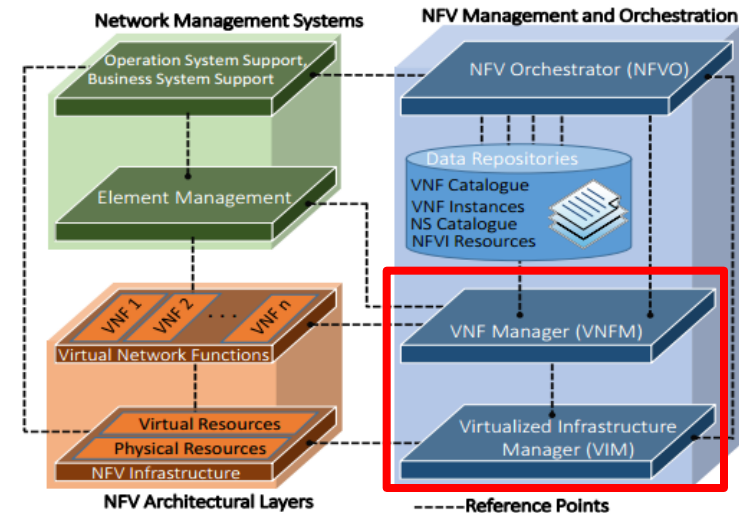 Network Management Systems
NFV Management and Orchestration
Operation System Support,
Business System Support
NFV Orchestrator (NFVO)
Data Repositories
VNF Catalogue
VNF Instances
NS Catalogue
NFVI Resources
Element Management
VNF 1
VNF 2
. . .
VNF n
Virtual Network Functions
VNF Manager (VNFM)
Virtual Resources
Physical Resources
NFV Infrastructure
Virtualized Infrastructure
Manager (VIM)
NFV Architectural Layers
-----Reference Points